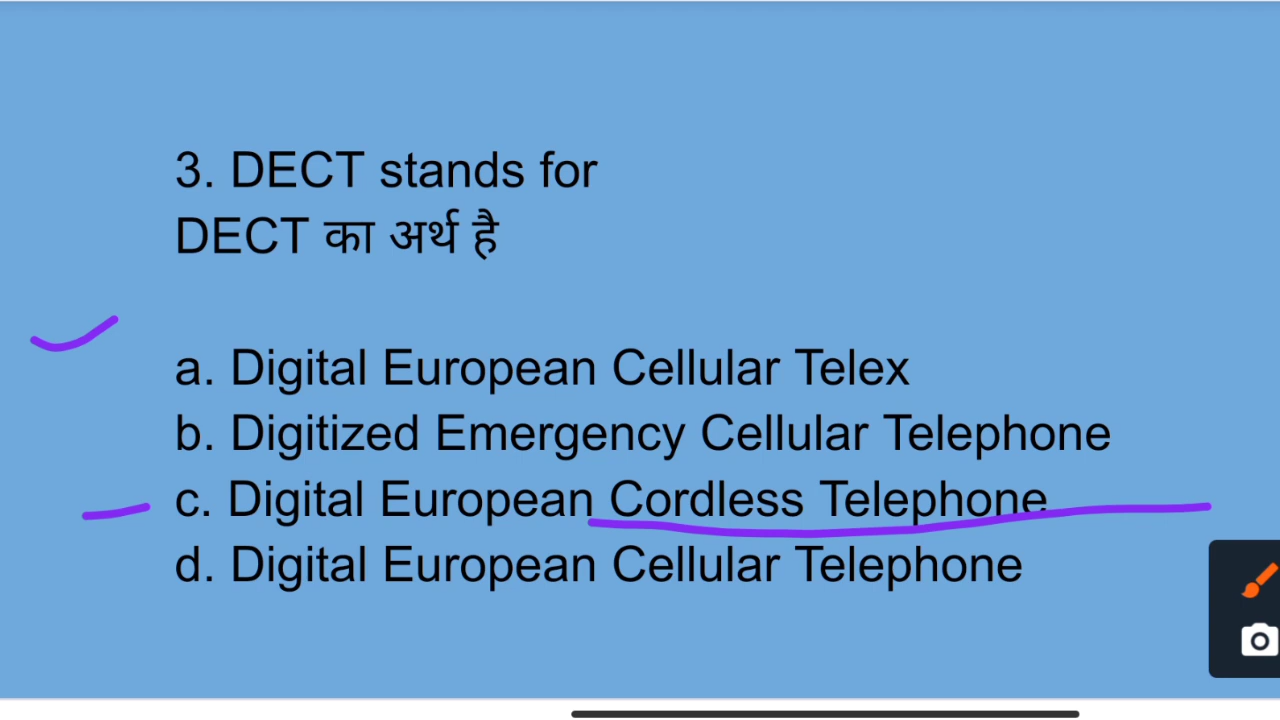 3. DECT stands for
DECT का अर्थ है
a. Digital European Cellular Telex
b. Digitized Emergency Cellular Telephone
c. Digital European Cordless Telephone
d. Digital European Cellular Telephone